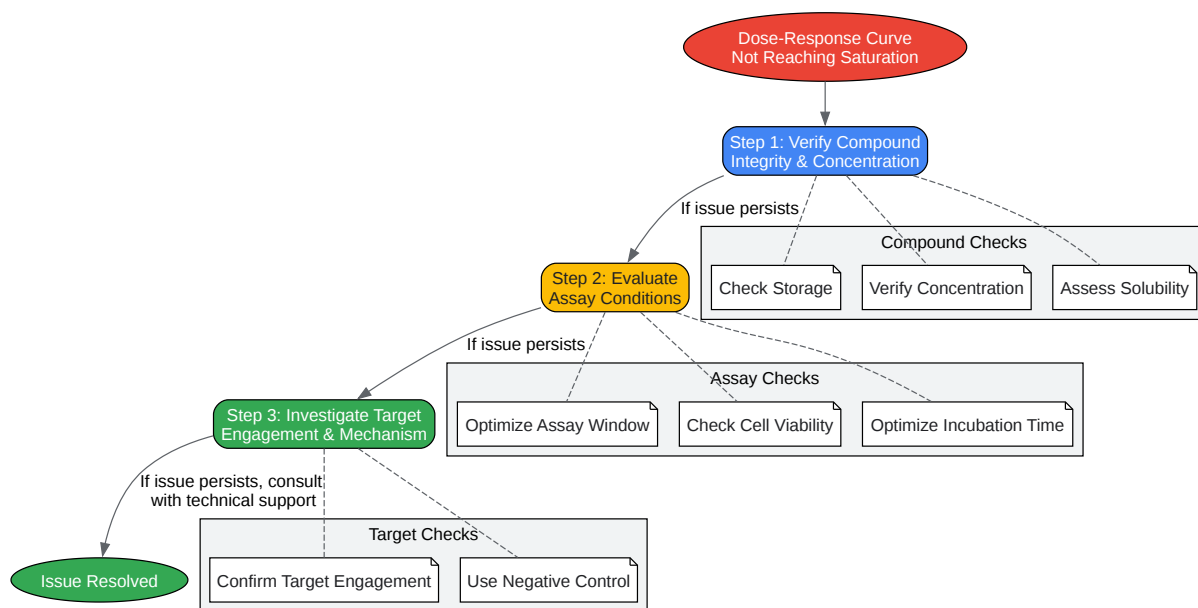 Dose-Response Curve
Not Reaching Saturation
Step 1: Verify Compound
Integrity & Concentration
If issue persists
Compound Checks
Check Storage
Verify Concentration
Assess Solubility
Step 2: Evaluate
Assay Conditions
If issue persists
Assay Checks
Optimize Assay Window
Check Cell Viability
Optimize Incubation Time
Step 3: Investigate Target
Engagement & Mechanism
If issue persists, consult
with technical support
Target Checks
Confirm Target Engagement
Use Negative Control
Issue Resolved